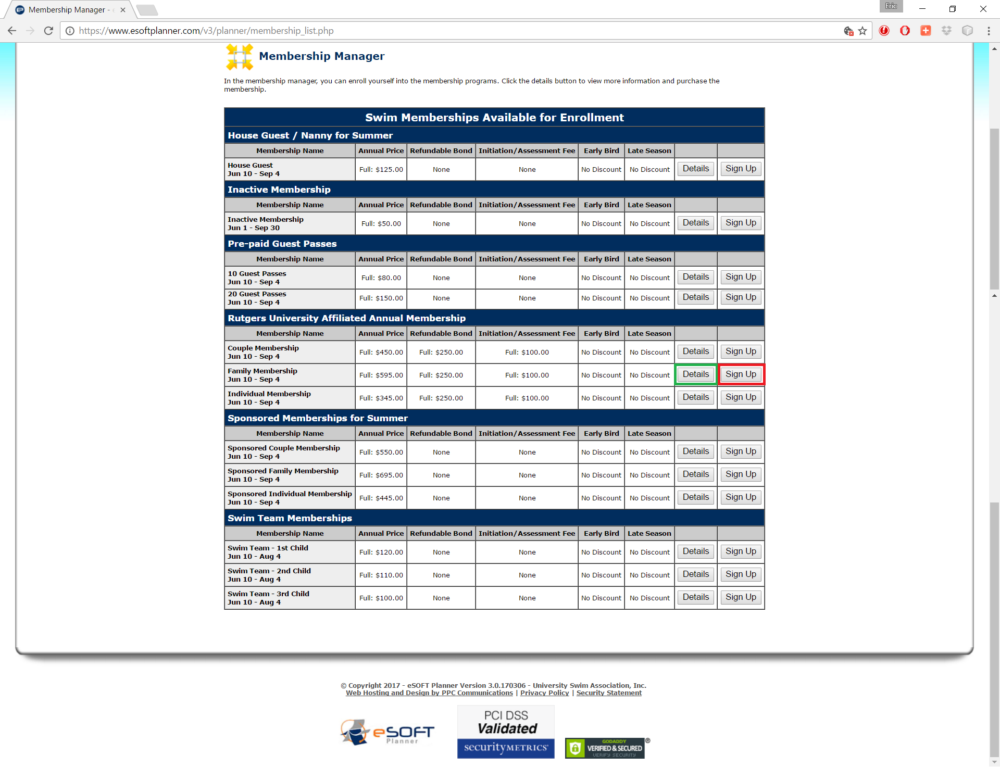 Membership Manager - e
Eric
https://www.esoftplanner.com/v3/planner/membership_list.php
Membership Manager
In the membership manager, you can enroll yourself into the membership programs. Click the details button to view more information and purchase the
membership.
Swim Memberships Available for Enrollment
House Guest / Nanny for Summer
Membership Name Annual Price Refundable Bond Initiation/Assessment Fee Early Bird Late Season
House Guest
Jun 10 - Sep 4 Full: $125.00 None None No Discount No Discount Details Sign Up
Inactive Membership
Membership Name Annual Price Refundable Bond Initiation/Assessment Fee Early Bird Late Season
Inactive Membership
Jun 1 - Sep 30 Full: $50.00 None None No Discount No Discount Details Sign Up
Pre-paid Guest Passes
Membership Name Annual Price Refundable Bond Initiation/Assessment Fee Early Bird Late Season
10 Guest Passes
Jun 10 - Sep 4 Full: $80.00 None None No Discount No Discount Details Sign Up
20 Guest Passes
Jun 10 - Sep 4 Full: $150.00 None None No Discount No Discount Details Sign Up
Rutgers University Affiliated Annual Membership
Membership Name Annual Price Refundable Bond Initiation/Assessment Fee Early Bird Late Season
Couple Membership
Jun 10 - Sep 4 Full: $450.00 Full: $250.00 Full: $100.00 No Discount No Discount Details Sign Up
Family Membership
Jun 10 - Sep 4 Full: $595.00 Full: $250.00 Full: $100.00 No Discount No Discount Details Sign Up
Individual Membership
Jun 10 - Sep 4 Full: $345.00 Full: $250.00 Full: $100.00 No Discount No Discount Details Sign Up
Sponsored Memberships for Summer
Membership Name Annual Price Refundable Bond Initiation/Assessment Fee Early Bird Late Season
Sponsored Couple Membership
Jun 10 - Sep 4 Full: $550.00 None None No Discount No Discount Details Sign Up
Sponsored Family Membership
Jun 10 - Sep 4 Full: $695.00 None None No Discount No Discount Details Sign Up
Sponsored Individual Membership
Jun 10 - Sep 4 Full: $445.00 None None No Discount No Discount Details Sign Up
Swim Team Memberships
Membership Name Annual Price Refundable Bond Initiation/Assessment Fee Early Bird Late Season
Swim Team - 1st Child
Jun 10 - Aug 4 Full: $120.00 None None No Discount No Discount Details Sign Up
Swim Team - 2nd Child
Jun 10 - Aug 4 Full: $110.00 None None No Discount No Discount Details Sign Up
Swim Team - 3rd Child
Jun 10 - Aug 4 Full: $100.00 None None No Discount No Discount Details Sign Up
© Copyright 2017 - eSOFT Planner Version 3.0.170306 - University Swim Association, Inc.
Web Hosting and Design by PPC Communications | Privacy Policy | Security Statement
eSOFT
Planner
PCI DSS
Validated
securityMETRICS®
GODADDY
VERIFIED & SECURED
VERIFY SECURITY
®